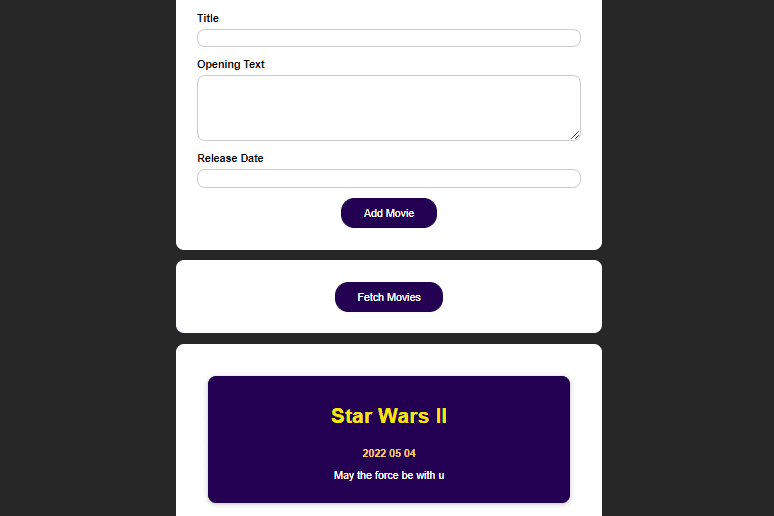 Title
Opening Text
Release Date
Add Movie
Fetch Movies
Star Wars II
2022 05 04
May the force be with u